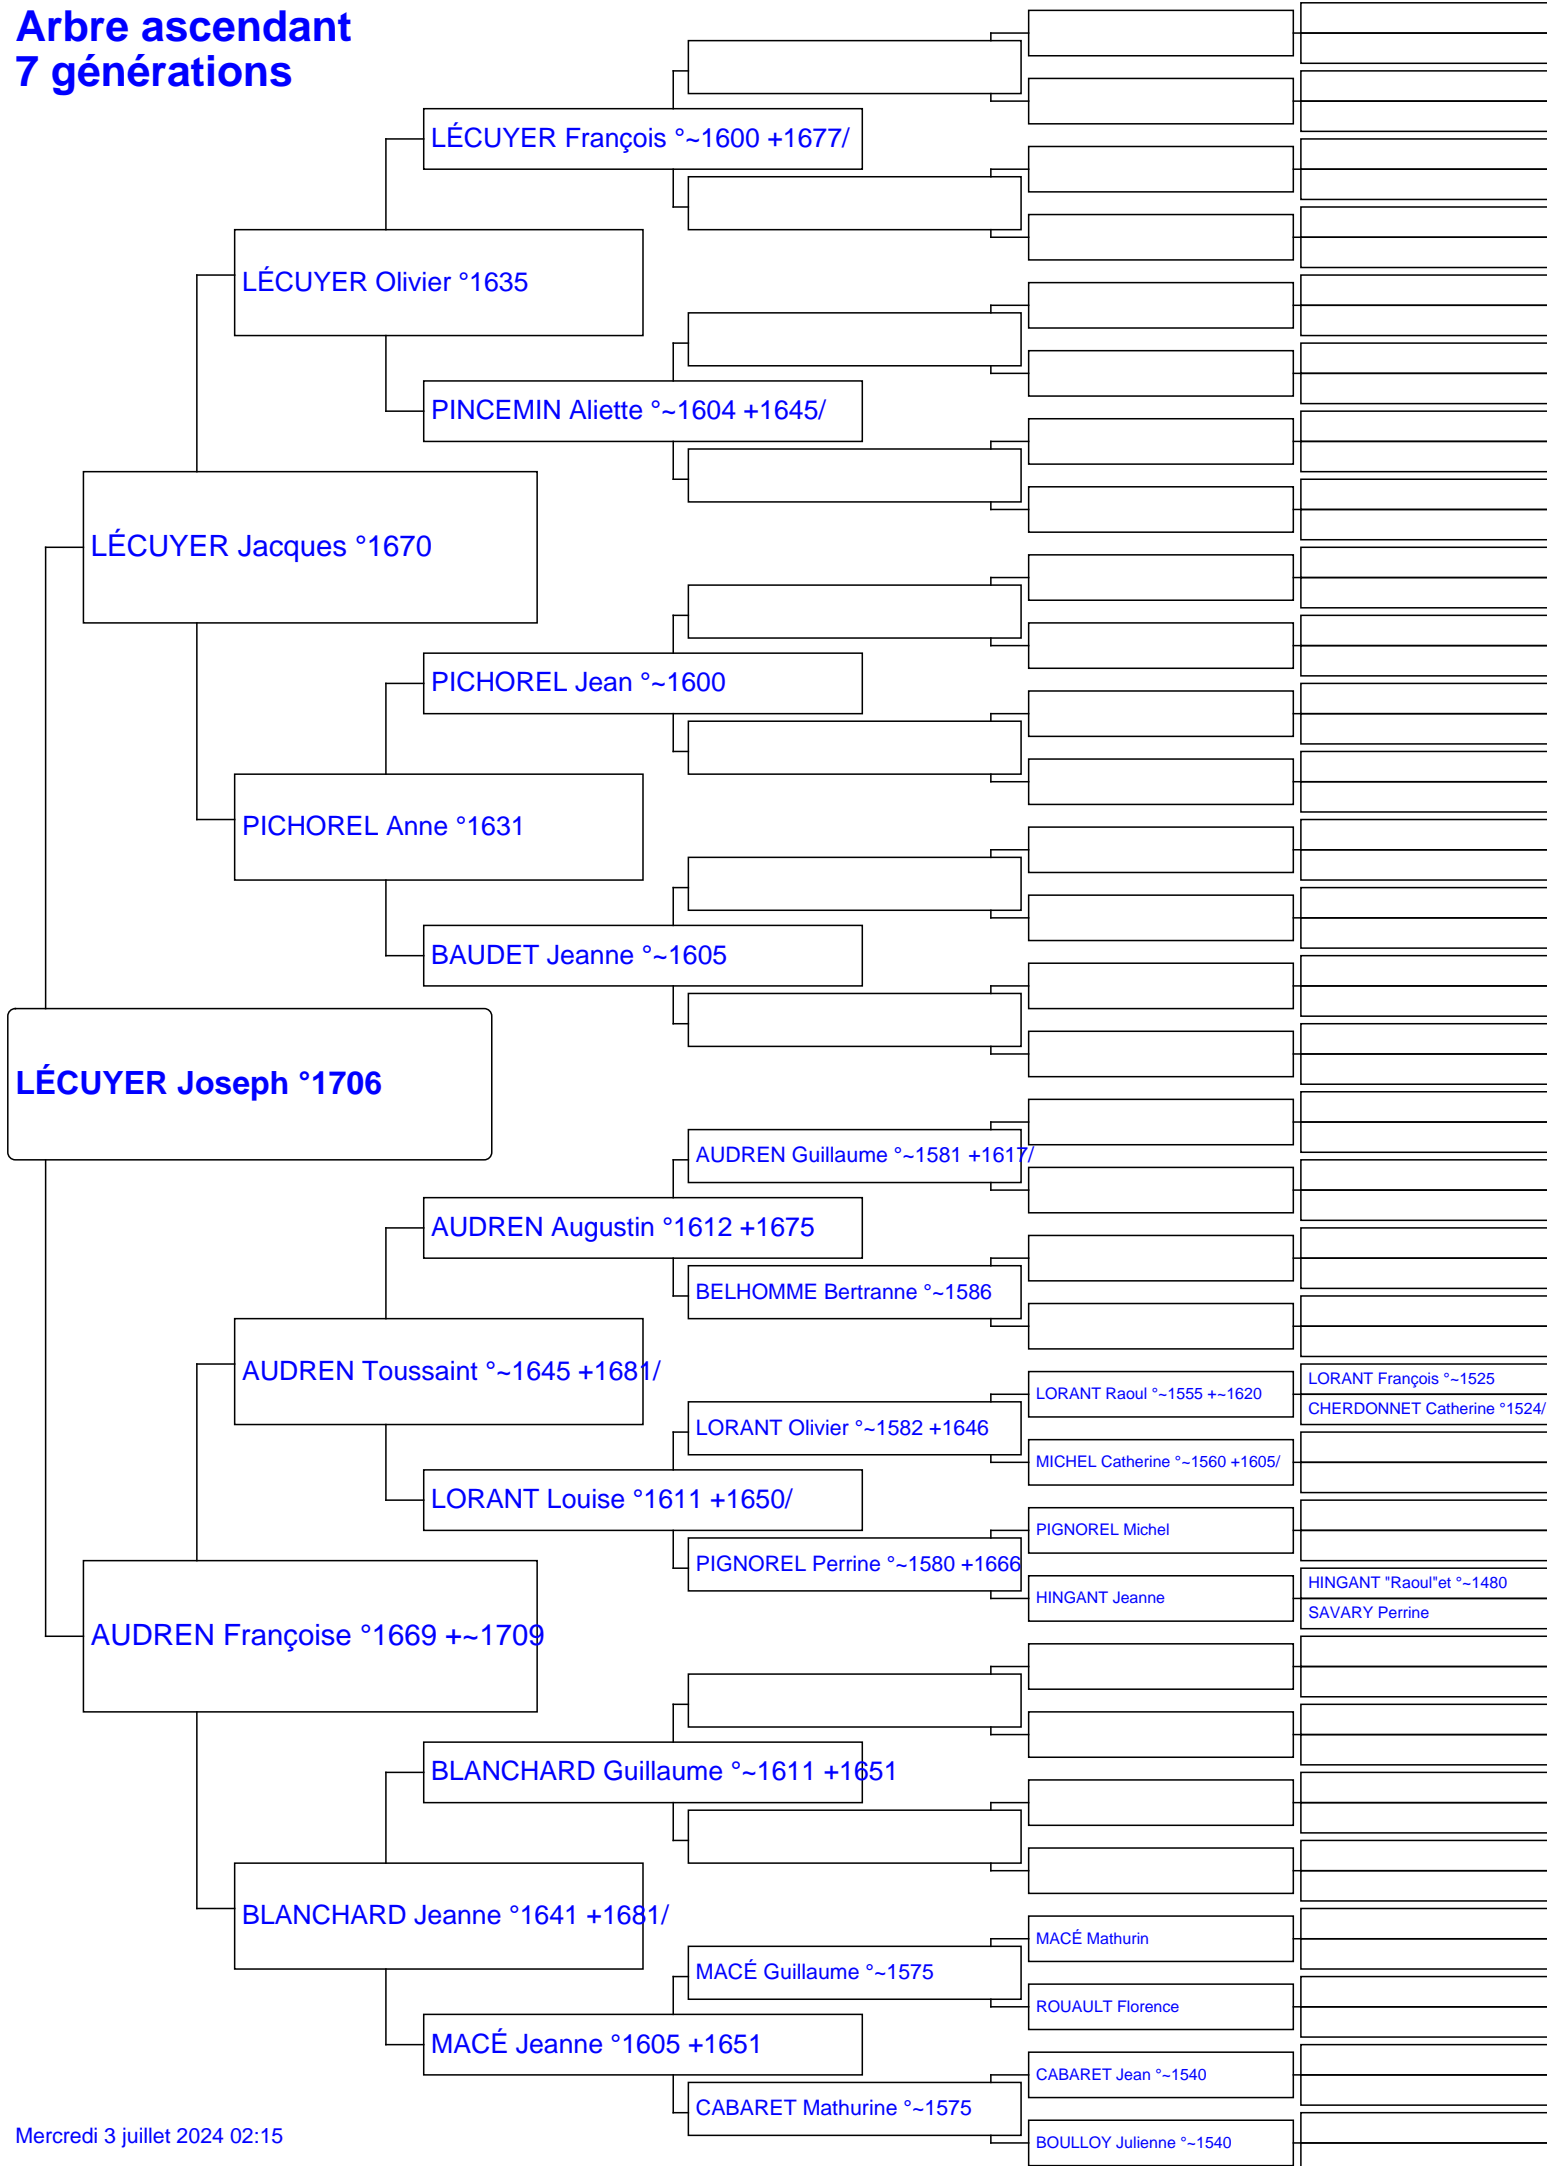 Arbre ascendant
7 générations
LÉCUYER François °~1600 +1677/
LÉCUYER Olivier °1635
PINCEMIN Aliette °~1604 +1645/
LÉCUYER Jacques °1670
PICHOREL Jean °~1600
PICHOREL Anne °1631
BAUDET Jeanne °~1605
LÉCUYER Joseph °1706
AUDREN Guillaume °~1581 +1617/
AUDREN Augustin °1612 +1675
BELHOMME Bertranne °~1586
AUDREN Toussaint °~1645 +1681/
LORANT François °~1525
LORANT Raoul °~1555 +~1620
CHERDONNET Catherine °1524/
LORANT Olivier °~1582 +1646
MICHEL Catherine °~1560 +1605/
LORANT Louise °1611 +1650/
PIGNOREL Michel
PIGNOREL Perrine °~1580 +1666
HINGANT "Raoul"et °~1480
HINGANT Jeanne
SAVARY Perrine
AUDREN Françoise °1669 +~1709
BLANCHARD Guillaume °~1611 +1651
BLANCHARD Jeanne °1641 +1681/
MACÉ Mathurin
MACÉ Guillaume °~1575
ROUAULT Florence
MACÉ Jeanne °1605 +1651
CABARET Jean °~1540
CABARET Mathurine °~1575
BOULLOY Julienne °~1540
Mercredi 3 juillet 2024 02:15